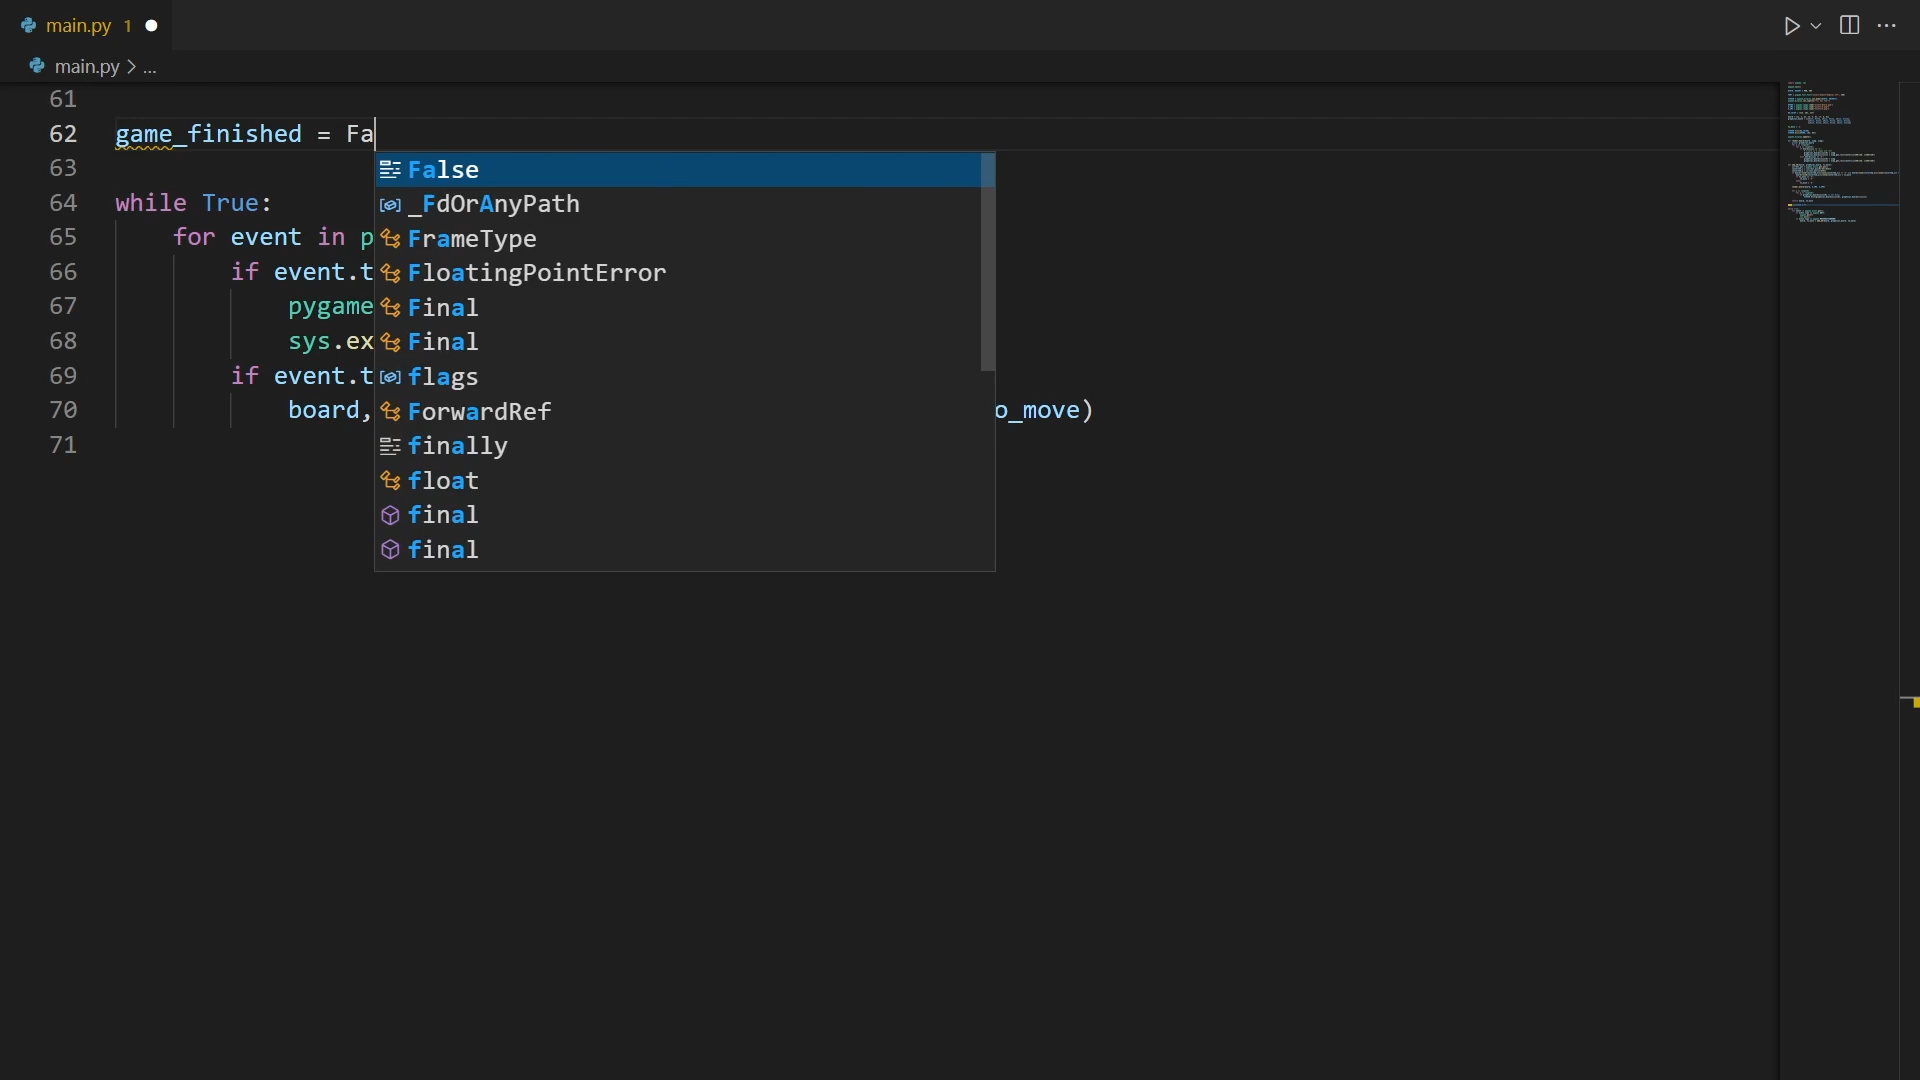 main.py 1
main.py > ...
61
62 game_finished = Fa
63 False
64 while True: _FdOrAnyPath
65 for event in p FrameType
66 if event.t FloatingPointError
67 pygame Final
68 sys.ex Final
69 if event.t flags
70 board, ForwardRef o_move)
71 finally
float
final
final